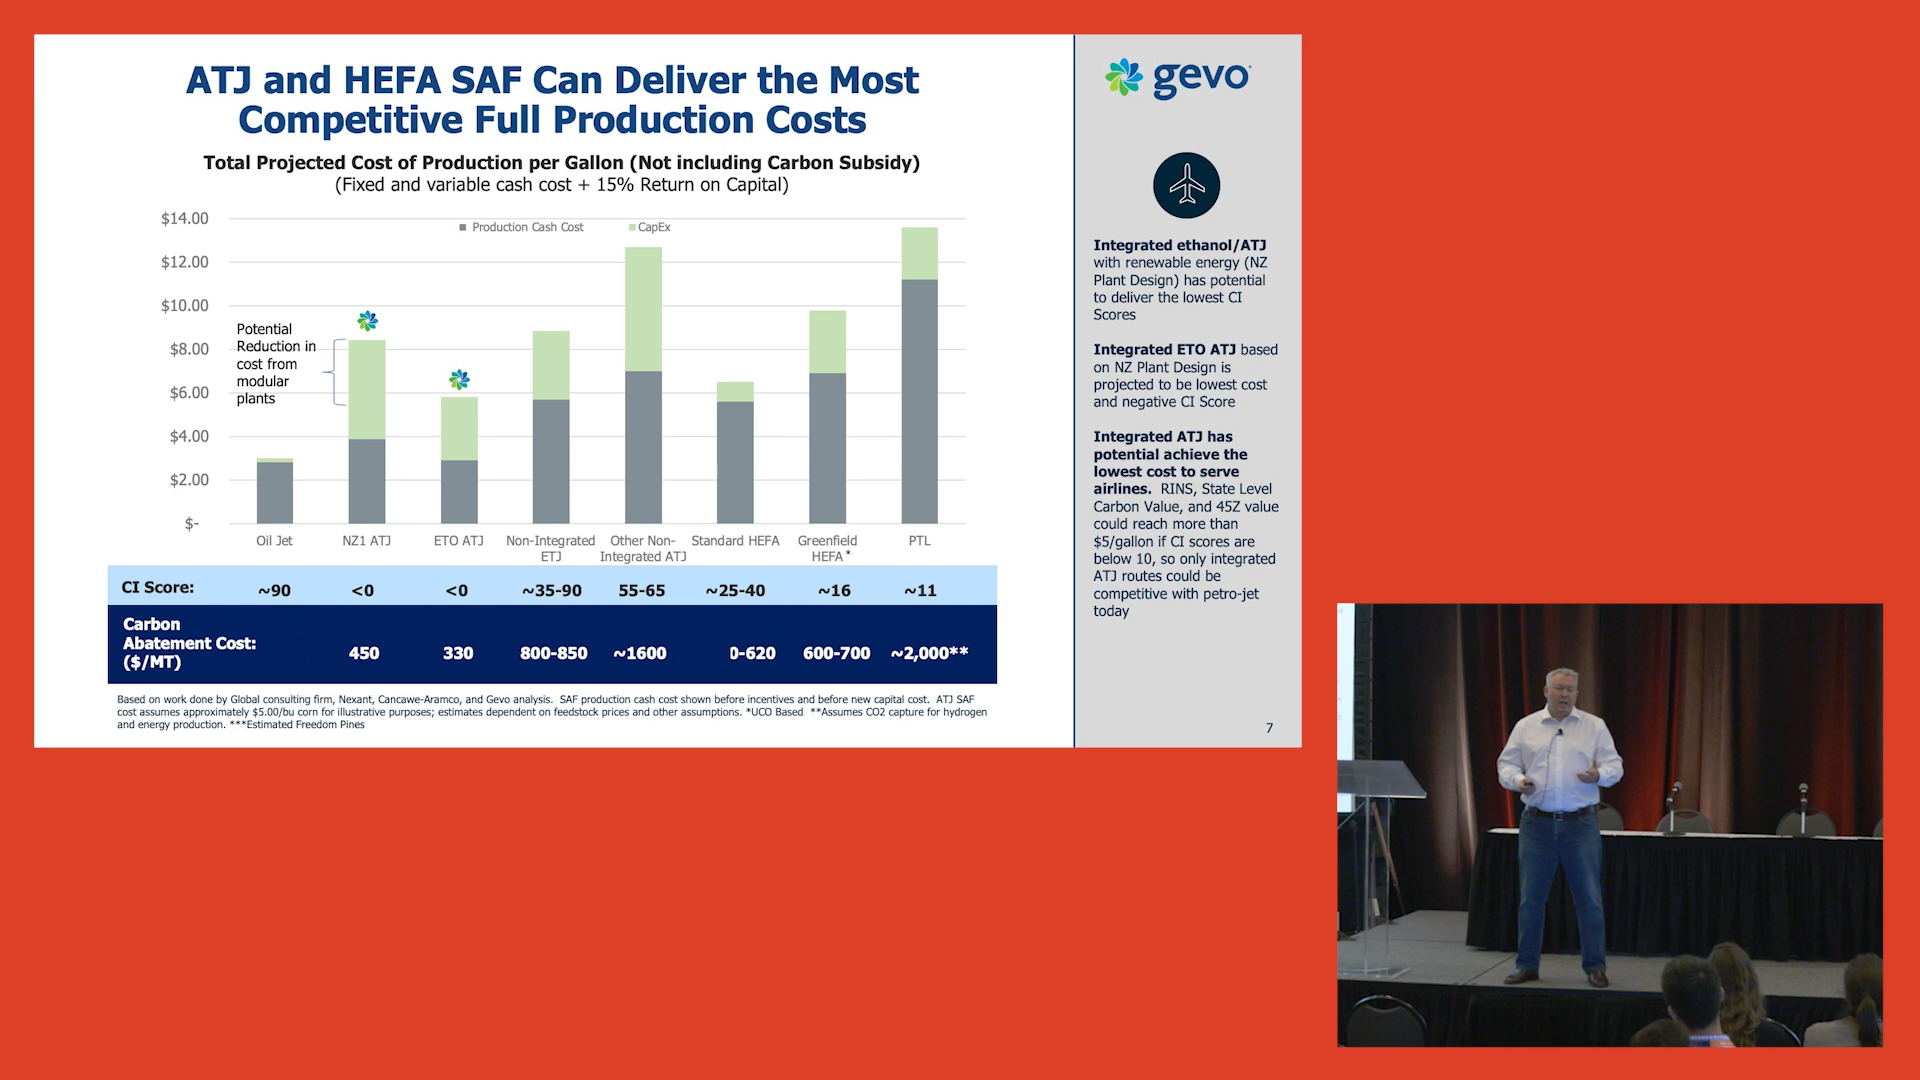 ATJ and HEFA SAF Can Deliver the Most
Competitive Full Production Costs
Total Projected Cost of Production per Gallon (Not including Carbon Subsidy)
(Fixed and variable cash cost + 15% Return on Capital)
$14.00
$12.00
$10.00
$8.00
$6.00
$4.00
$2.00
$-
Production Cash Cost
CapEx
Potential
Reduction in
cost from
modular
plants
Oil Jet
NZ1 ATJ
ETO ATJ
Non-Integrated
ETJ
Other Non-
Integrated ATJ
Standard HEFA
Greenfield
HEFA *
PTL
CI Score: ~90 <0 <0 ~35-90 55-65 ~25-40 ~16 ~11
Carbon
Abatement Cost:
($/MT) 450 330 800-850 ~1600 0-620 600-700 ~2,000**
Based on work done by Global consulting firm, Nexant, Cancawe-Aramco, and Gevo analysis. SAF production cash cost shown before incentives and before new capital cost. ATJ SAF
cost assumes approximately $5.00/bu corn for illustrative purposes; estimates dependent on feedstock prices and other assumptions. *UCO Based **Assumes CO2 capture for hydrogen
and energy production. ***Estimated Freedom Pines
gevo
Integrated ethanol/ATJ
with renewable energy (NZ
Plant Design) has potential
to deliver the lowest CI
Scores
Integrated ETO ATJ based
on NZ Plant Design is
projected to be lowest cost
and negative CI Score
Integrated ATJ has
potential achieve the
lowest cost to serve
airlines. RINS, State Level
Carbon Value, and 45Z value
could reach more than
$5/gallon if CI scores are
below 10, so only integrated
ATJ routes could be
competitive with petro-jet
today
7